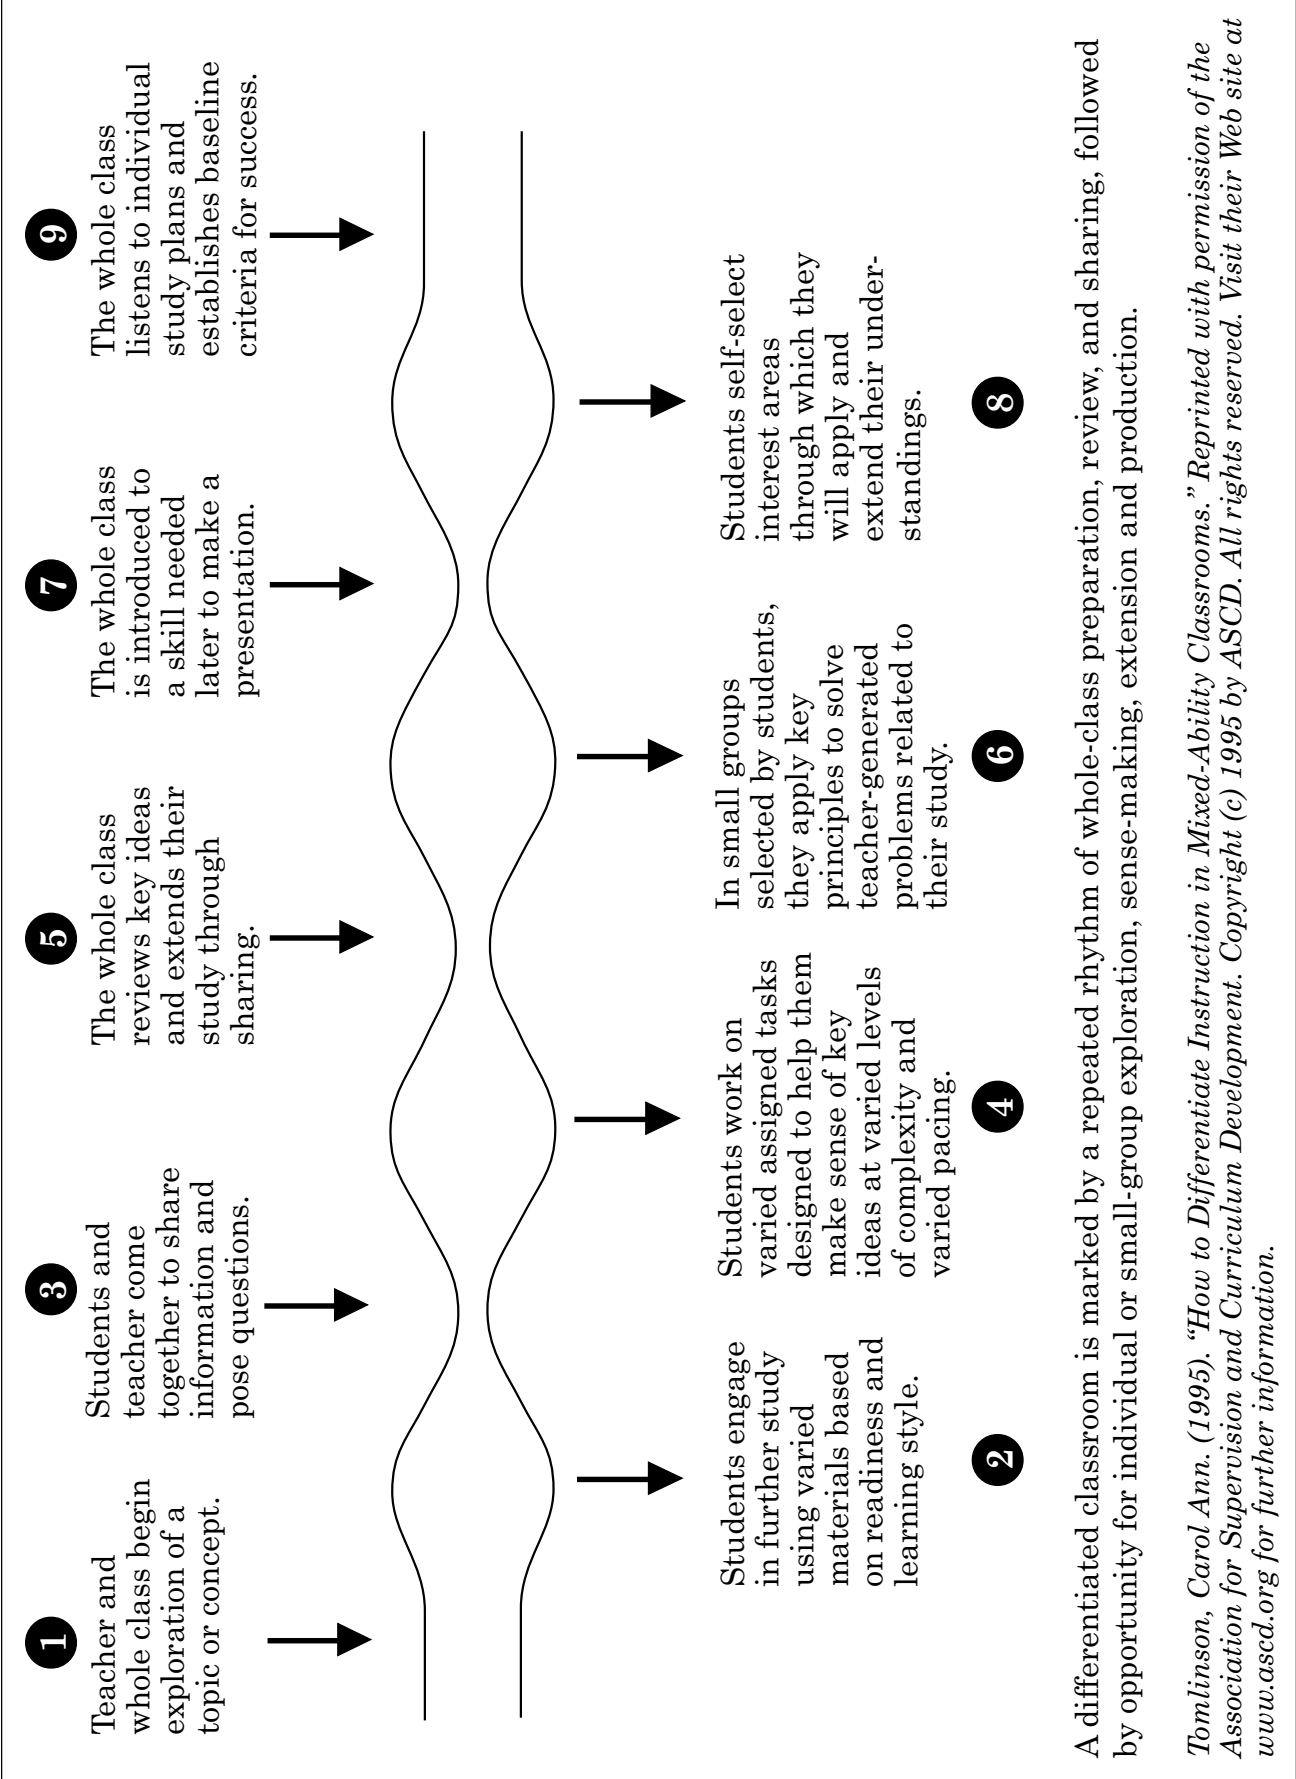 1
Teacher and
whole class begin
exploration of a
topic or concept.
3
Students and
teacher come
together to share
information and
pose questions.
5
The whole class
reviews key ideas
and extends their
study through
sharing.
7
The whole class
is introduced to
a skill needed
later to make a
presentation.
9
The whole class
listens to individual
study plans and
establishes baseline
criteria for success.
Students engage
in further study
using varied
materials based
on readiness and
learning style.
2
Students work on
varied assigned tasks
designed to help them
make sense of key
ideas at varied levels
of complexity and
varied pacing.
4
In small groups
selected by students,
they apply key
principles to solve
teacher-generated
problems related to
their study.
6
Students self-select
interest areas
through which they
will apply and
extend their under-
standings.
8
A differentiated classroom is marked by a repeated rhythm of whole-class preparation, review, and sharing, followed
by opportunity for individual or small-group exploration, sense-making, extension and production.
Tomlinson, Carol Ann. (1995). “How to Differentiate Instruction in Mixed-Ability Classrooms.” Reprinted with permission of the
Association for Supervision and Curriculum Development. Copyright (c) 1995 by ASCD. All rights reserved. Visit their Web site at
www.ascd.org for further information.